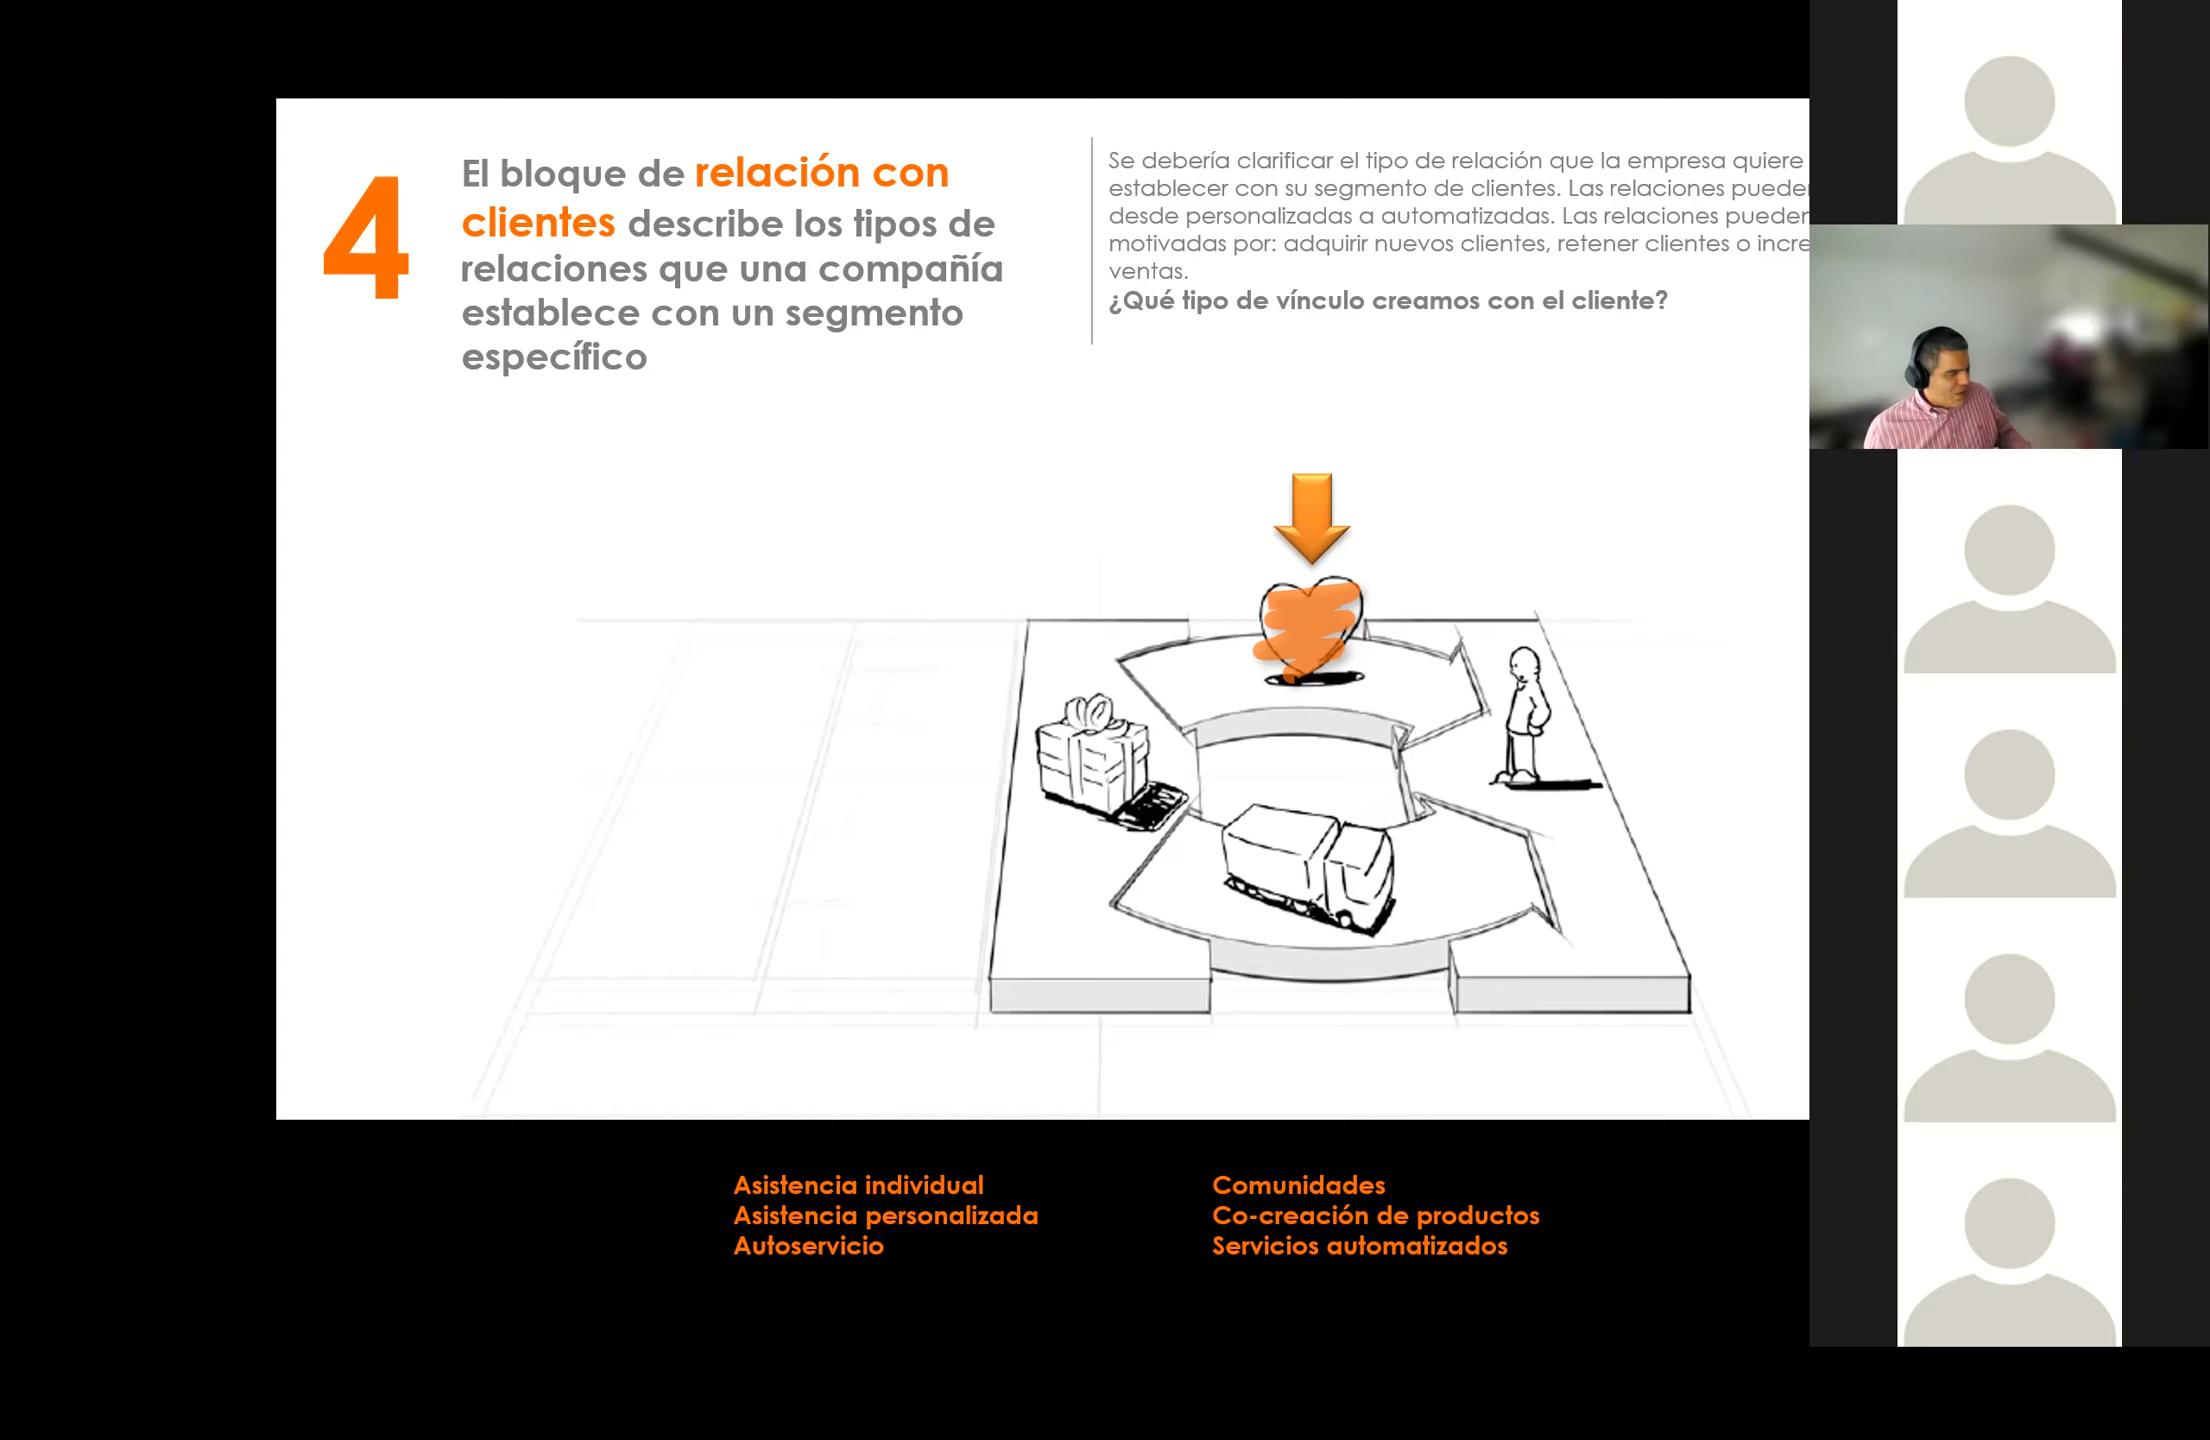 4
El bloque de relación con
clientes describe los tipos de
relaciones que una compañía
establece con un segmento
específico
Se debería clarificar el tipo de relación que la empresa quiere
establecer con su segmento de clientes. Las relaciones
desde personalizadas a automatizadas. Las relaciones
motivadas por: adquirir nuevos clientes, retener clientes o
ventas.
¿Qué tipo de vínculo creamos con el cliente?
Asistencia individual
Asistencia personalizada
Autoservicio
Comunidades
Co-creación de productos
Servicios automatizados